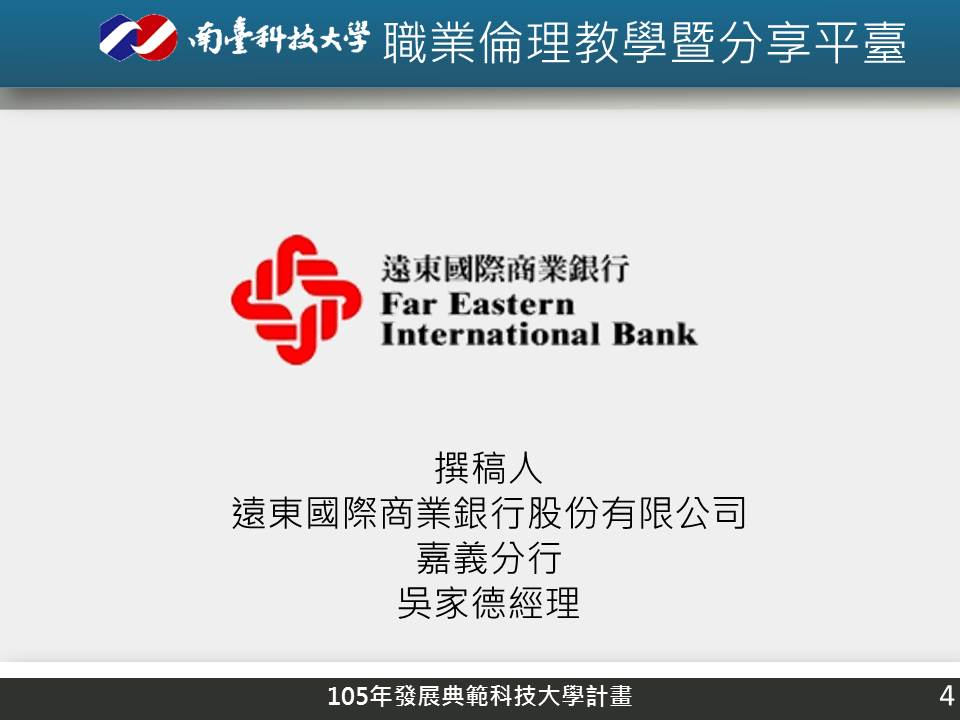 南臺科技大學 職業倫理教學暨分享平臺
遠東國際商業銀行
Far Eastern
International Bank
撰稿人
遠東國際商業銀行股份有限公司
嘉義分行
吳家德經理
105年發展典範科技大學計畫
4